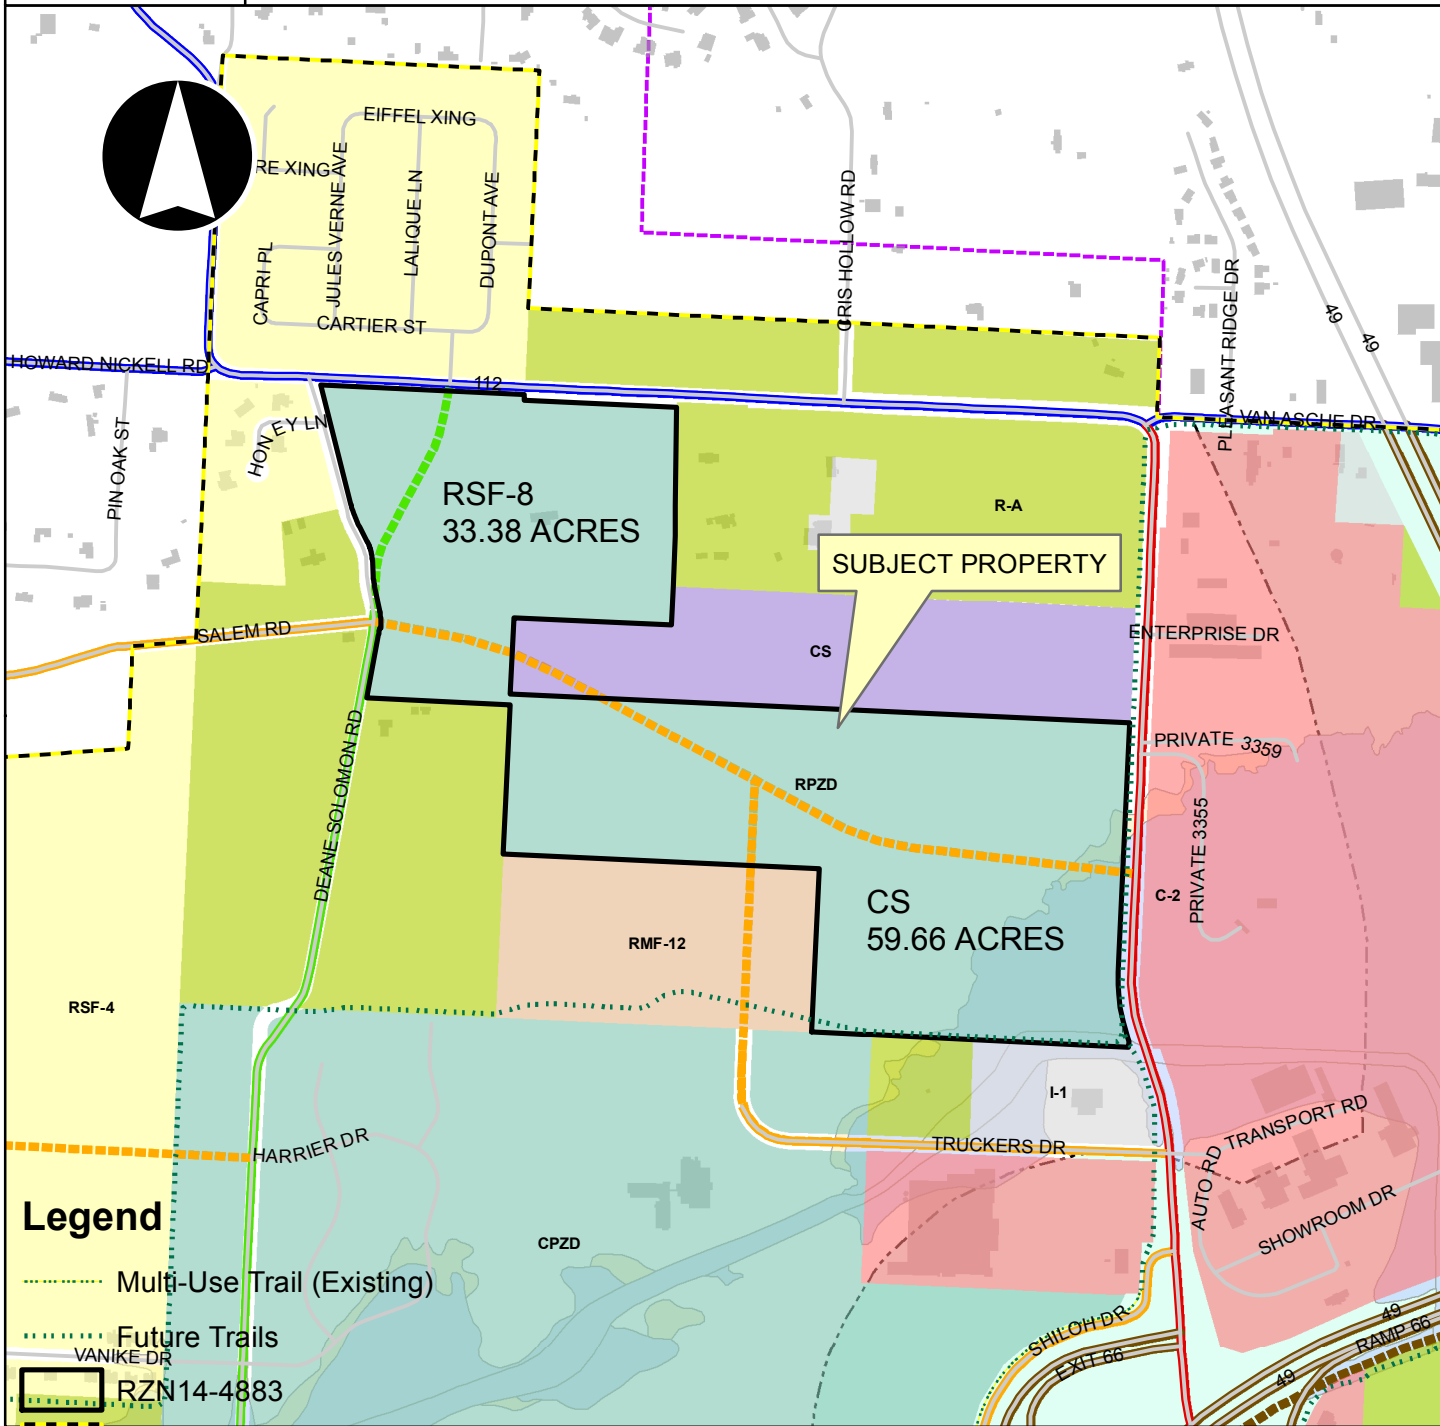 EIFFEL XING
RE XING
JULES VERNE AVE
LALIQUE LN
DUPONT AVE
CAPRI PL
CARTIER ST
CRIS HOLLOW RD
PLEASANT RIDGE DR
49
49
HOWARD NICKELL RD
112
VAN ASCHE DR
HONEY LN
PIN OAK ST
RSF-8
33.38 ACRES
R-A
SUBJECT PROPERTY
SALEM RD
ENTERPRISE DR
CS
DEANE SOLOMON RD
PRIVATE 3359
RPZD
PRIVATE 3355
C-2
CS
59.66 ACRES
RMF-12
RSF-4
I-1
TRUCKERS DR
TRANSPORT RD
HARRIER DR
AUTO RD
SHOWROOM DR
CPZD
Legend
Multi-Use Trail (Existing)
Future Trails
VANIKE DR
RZN14-4883
SHILOH DR
EXIT 66
49
RAMP 66
49